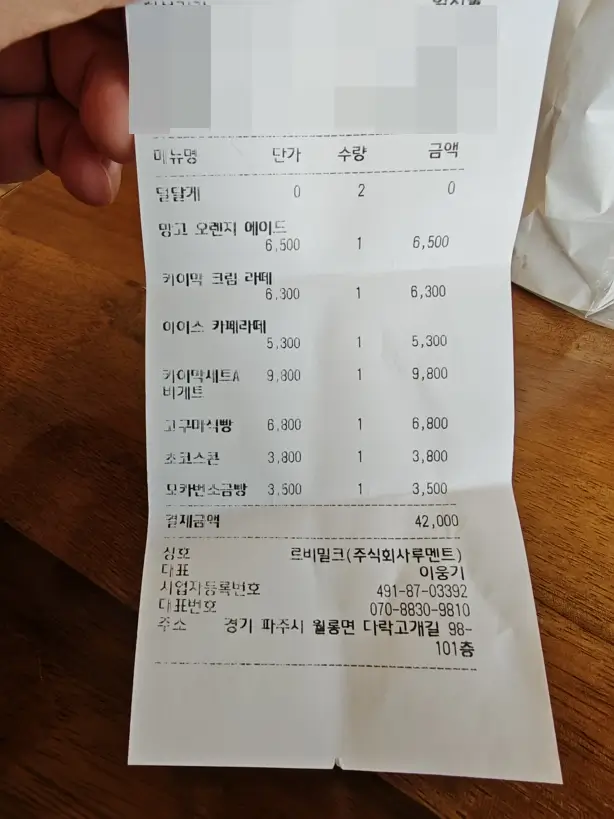 메뉴명 단가 수량 금액
덜달게 0 2 0
망고 오렌지 에이드
6,500 1 6,500
카이막 크림 라떼
6,300 1 6,300
아이스 카페라떼
5,300 1 5,300
카이막세트A 9,800 1 9,800
바게트
고구마식빵 6,800 1 6,800
초코스콘 3,800 1 3,800
모카번소금빵 3,500 1 3,500
결제금액 42,000
상호 르비밀크(주식회사루멘트)
대표 이웅기
사업자등록번호 491-87-03392
대표번호 070-8830-9810
주소 경기 파주시 월롱면 다락고개길 98-
101층